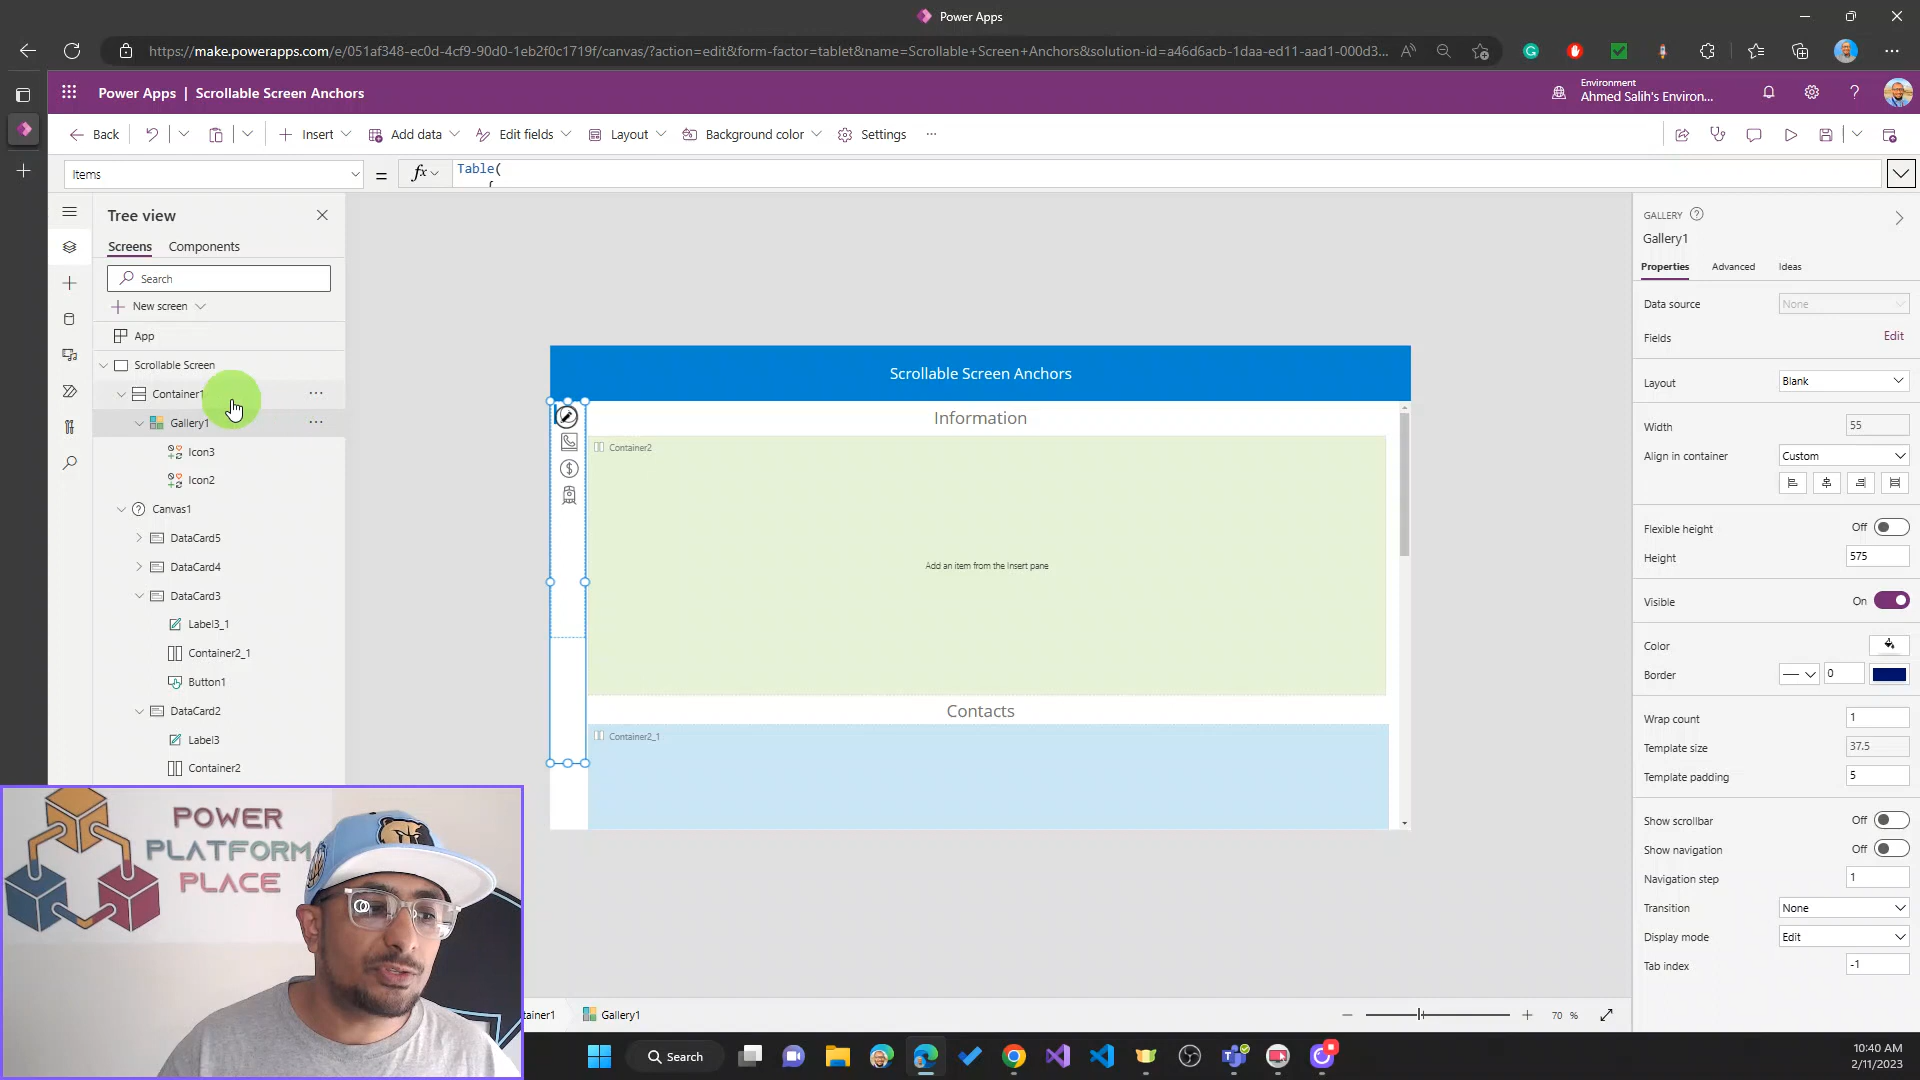 Power Apps
https://make.powerapps.com/e/051af348-ec0d-4cf9-90d0-1eb2f0c1719f/canvas/?action=edit&form-factor=tablet&name=Scrollable+Screen+Anchors&solution-id=a46d6acb-1daa-ed11-aad1-000d3...
Power Apps | Scrollable Screen Anchors
Environment
Ahmed Salih's Environ...
Back
Insert
Add data
Edit fields
Layout
Background color
Settings
Items
=
fx
Table(
{
Tree view
Screens
Components
Search
New screen
App
Scrollable Screen
Container1
Gallery1
Icon3
Icon2
Canvas1
DataCard5
DataCard4
DataCard3
Label3_1
Container2_1
Button1
DataCard2
Label3
Container2
Scrollable Screen Anchors
Information
Container2
Add an item from the Insert pane
Contacts
Container2_1
GALLERY
Gallery1
Properties
Advanced
Ideas
Data source
None
Fields
Edit
Layout
Blank
Width
55
Align in container
Custom
Flexible height
Off
Height
575
Visible
On
Color
Border
0
Wrap count
1
Template size
37.5
Template padding
5
Show scrollbar
Off
Show navigation
Off
Navigation step
1
Transition
None
Display mode
Edit
Tab index
-1
POWER
PLATFORM
PLACE
tainer1
Gallery1
70 %
Search
10:40 AM
2/11/2023